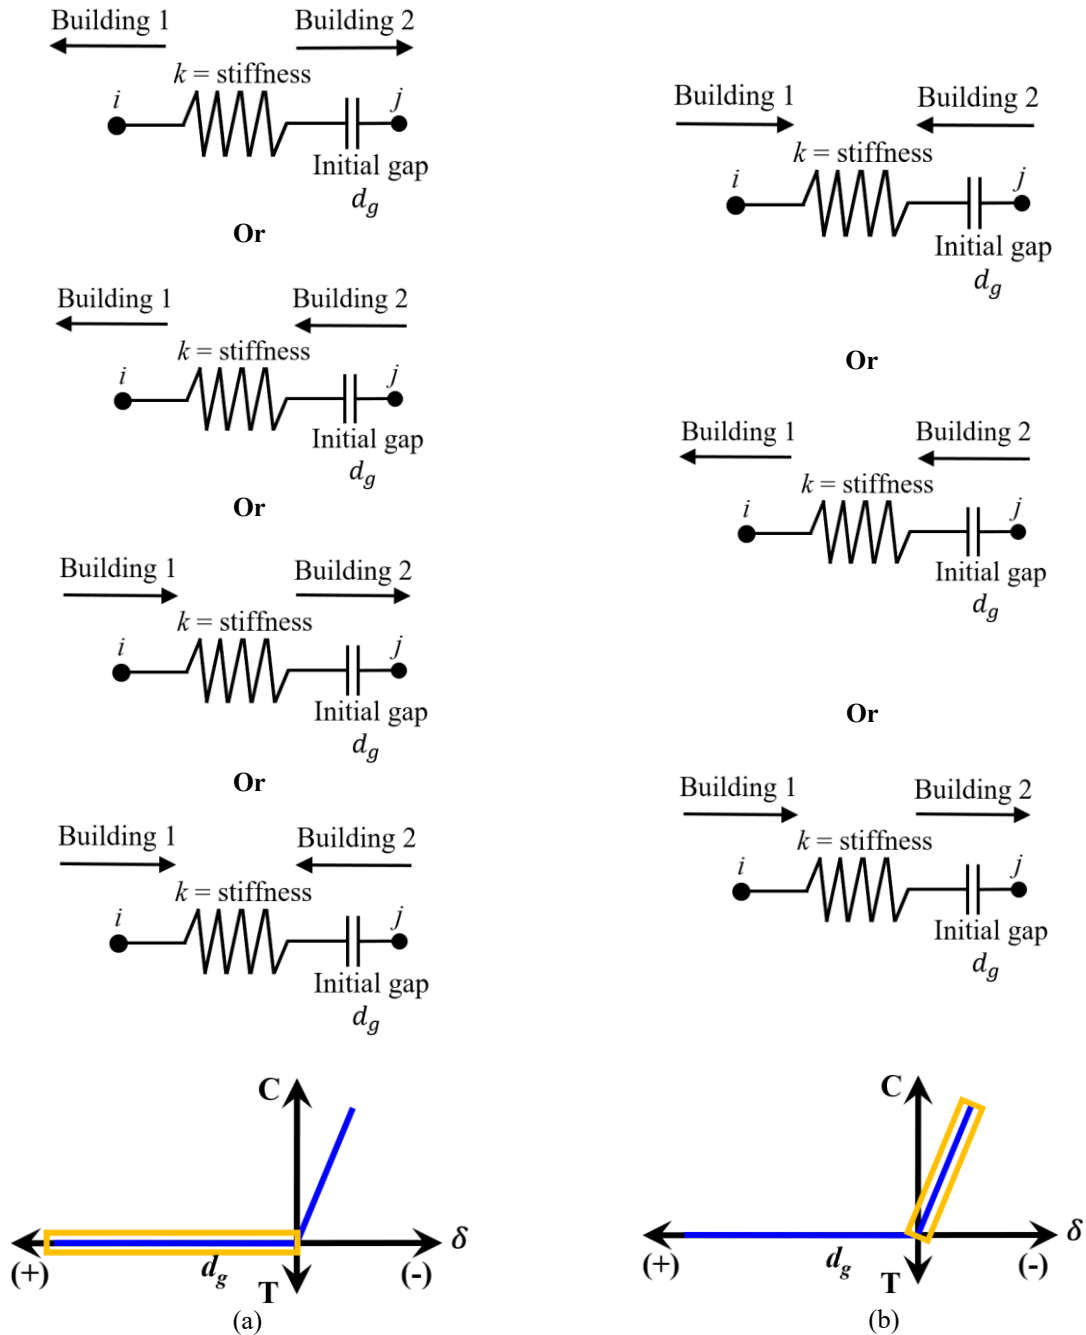 Building 1 Building 2
k = stiffness
i j
Initial gap
d_g
Or
Building 1 Building 2
k = stiffness
i j
Initial gap
d_g
Or
Building 1 Building 2
k = stiffness
i j
Initial gap
d_g
Or
Building 1 Building 2
k = stiffness
i j
Initial gap
d_g
C
δ
(+) d_g T (-)
(a)
Building 1 Building 2
k = stiffness
i j
Initial gap
d_g
Or
Building 1 Building 2
k = stiffness
i j
Initial gap
d_g
Or
Building 1 Building 2
k = stiffness
i j
Initial gap
d_g
C
δ
(+) d_g T (-)
(b)